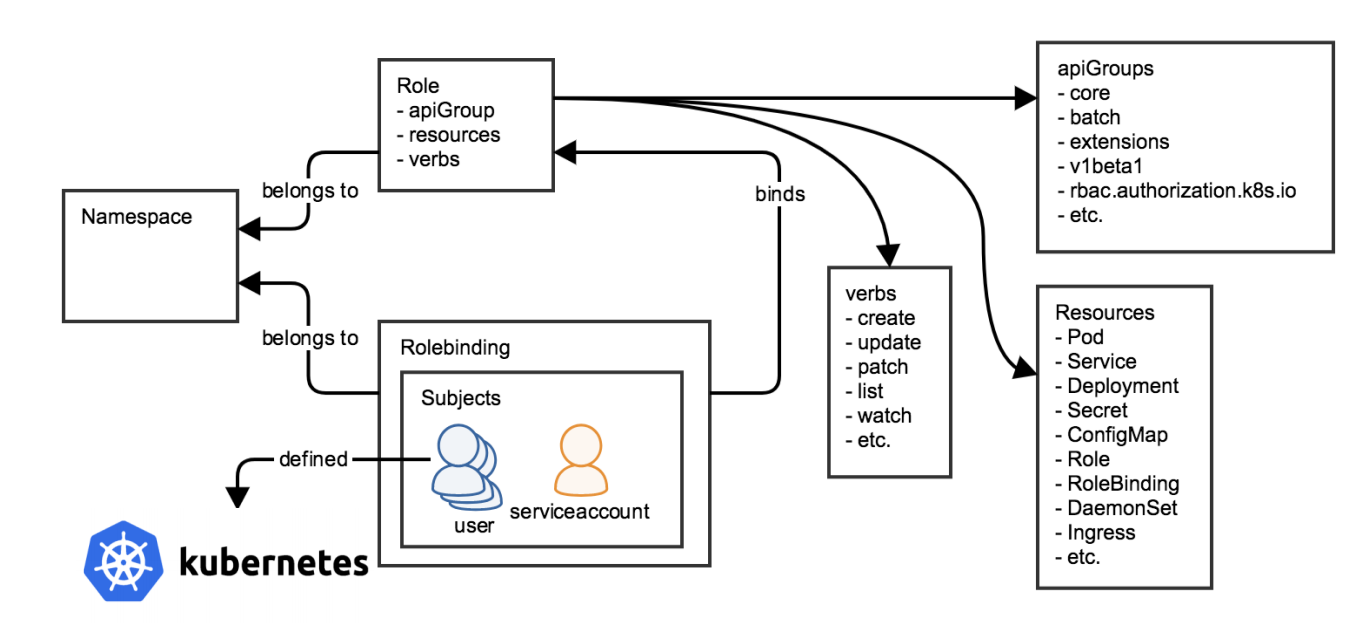 Role
- apiGroup
- resources
- verbs
apiGroups
- core
- batch
- extensions
- v1beta1
- rbac.authorization.k8s.io
- etc.
belongs to
binds
Namespace
belongs to
Rolebinding
Subjects
user
serviceaccount
defined
kubernetes
verbs
- create
- update
- patch
- list
- watch
- etc.
Resources
- Pod
- Service
- Deployment
- Secret
- ConfigMap
- Role
- RoleBinding
- DaemonSet
- Ingress
- etc.